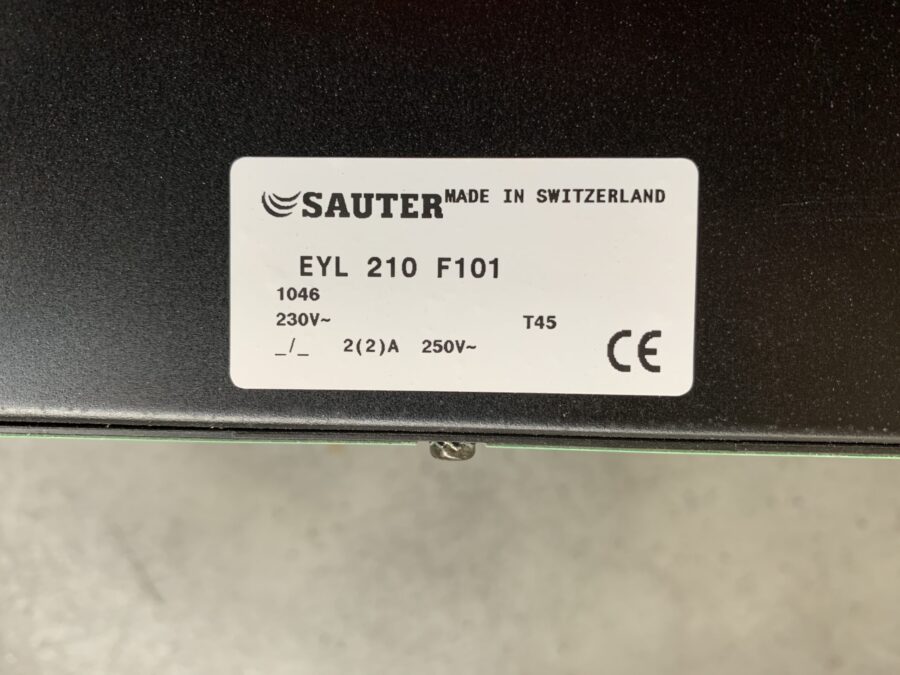 SAUTER MADE IN SWITZERLAND
EYL 210 F101
1046
230V~ T45
_/_ 2(2)A 250V~ CE